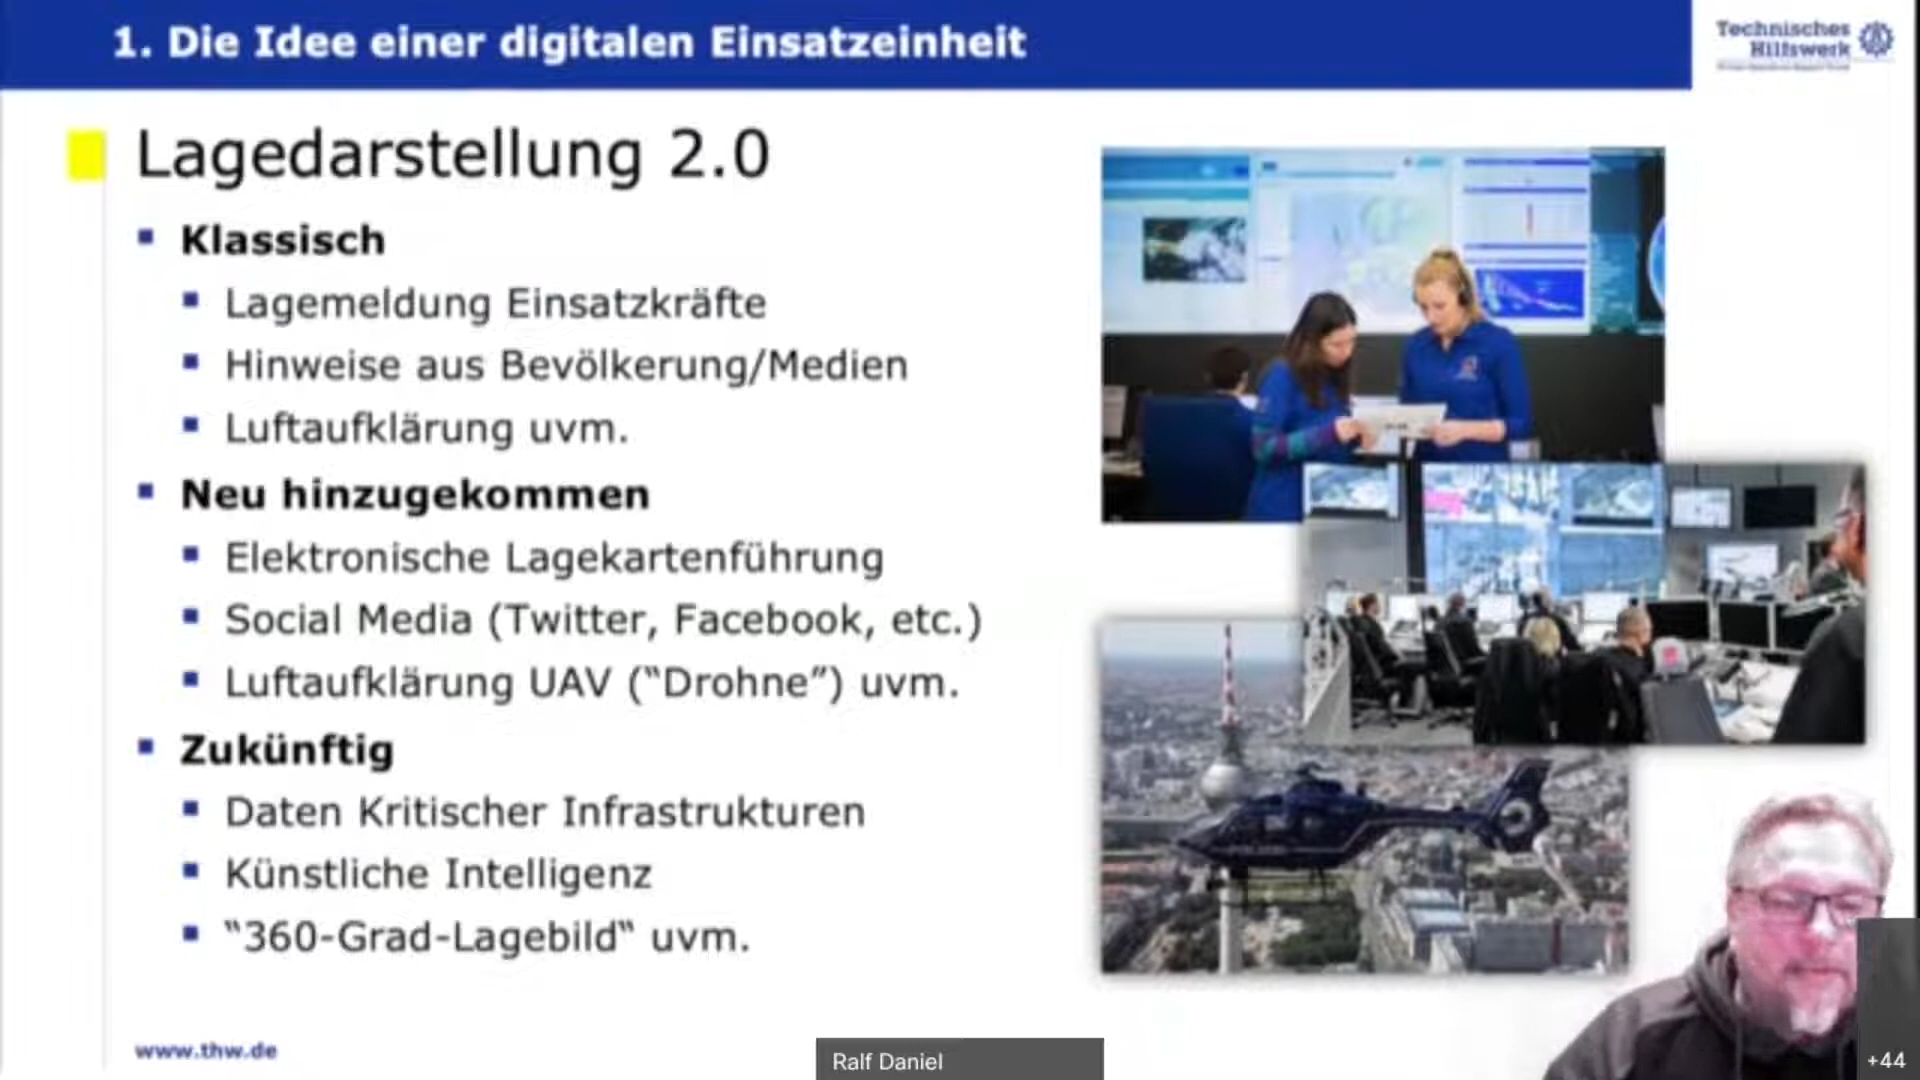 1. Die Idee einer digitalen Einsatzeinheit
Technisches
Hilfswerk
Lagedarstellung 2.0
Klassisch
Lagemeldung Einsatzkräfte
Hinweise aus Bevölkerung/Medien
Luftaufklärung uvm.
Neu hinzugekommen
Elektronische Lagekartenführung
Social Media (Twitter, Facebook, etc.)
Luftaufklärung UAV (“Drohne”) uvm.
Zukünftig
Daten Kritischer Infrastrukturen
Künstliche Intelligenz
“360-Grad-Lagebild“ uvm.
www.thw.de
Ralf Daniel
+44